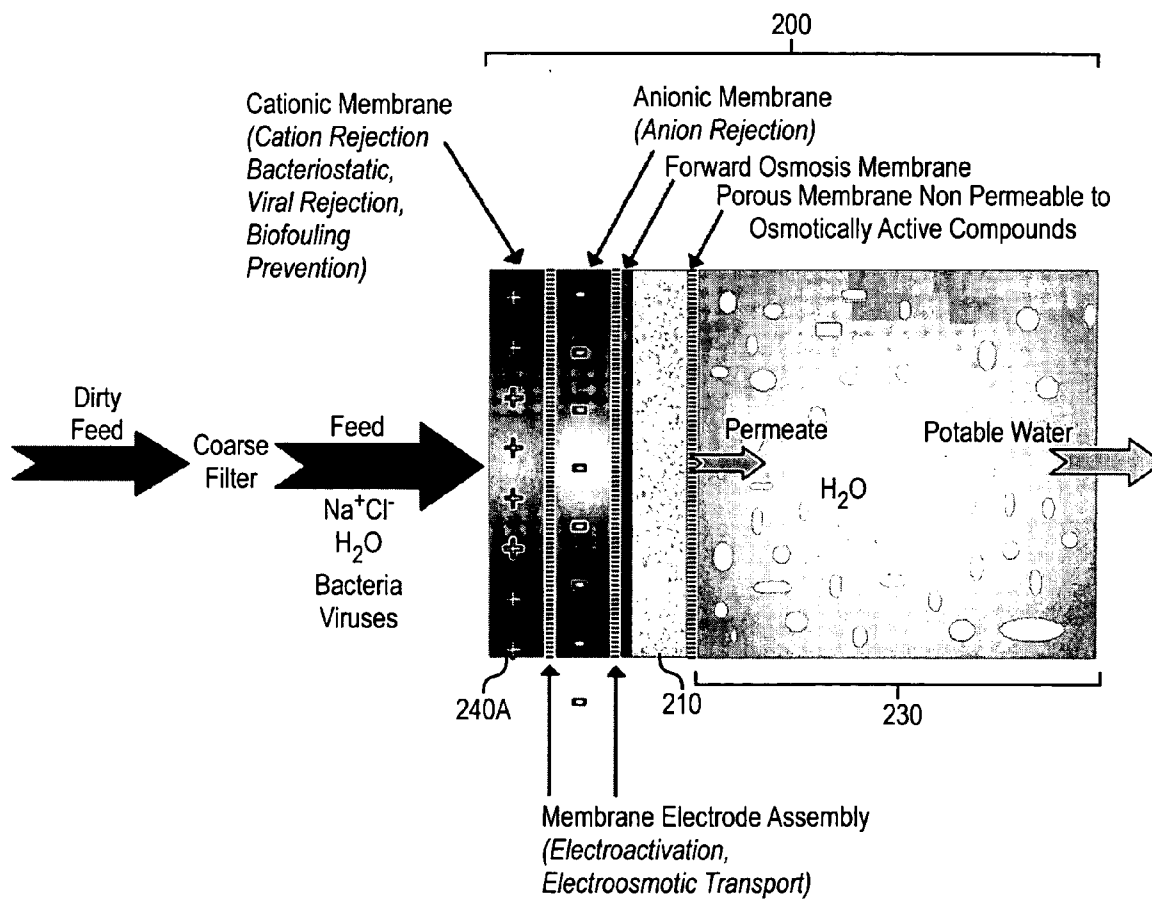 200
Cationic Membrane
(Cation Rejection
Bacteriostatic,
Viral Rejection,
Biofouling
Prevention)
Anionic Membrane
(Anion Rejection)
Forward Osmosis Membrane
Porous Membrane Non Permeable to
Osmotically Active Compounds
Dirty
Feed
Coarse
Filter
Feed
Na⁺Cl⁻
H₂O
Bacteria
Viruses
Permeate
H₂O
Potable Water
240A
210
230
Membrane Electrode Assembly
(Electroactivation,
Electroosmotic Transport)